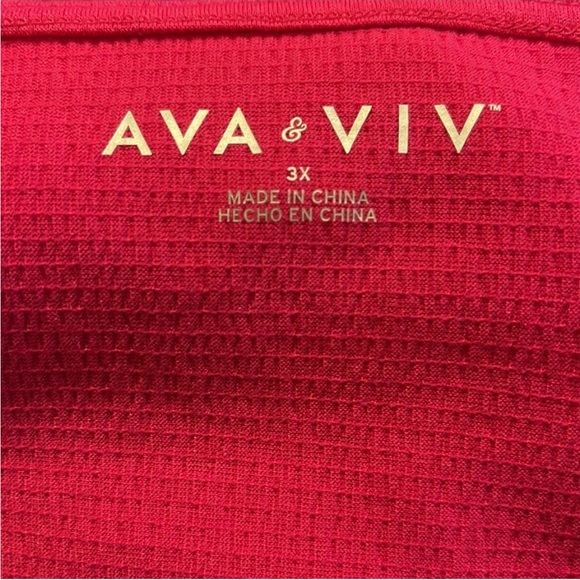 AVA & VIV™
3X
MADE IN CHINA
HECHO EN CHINA